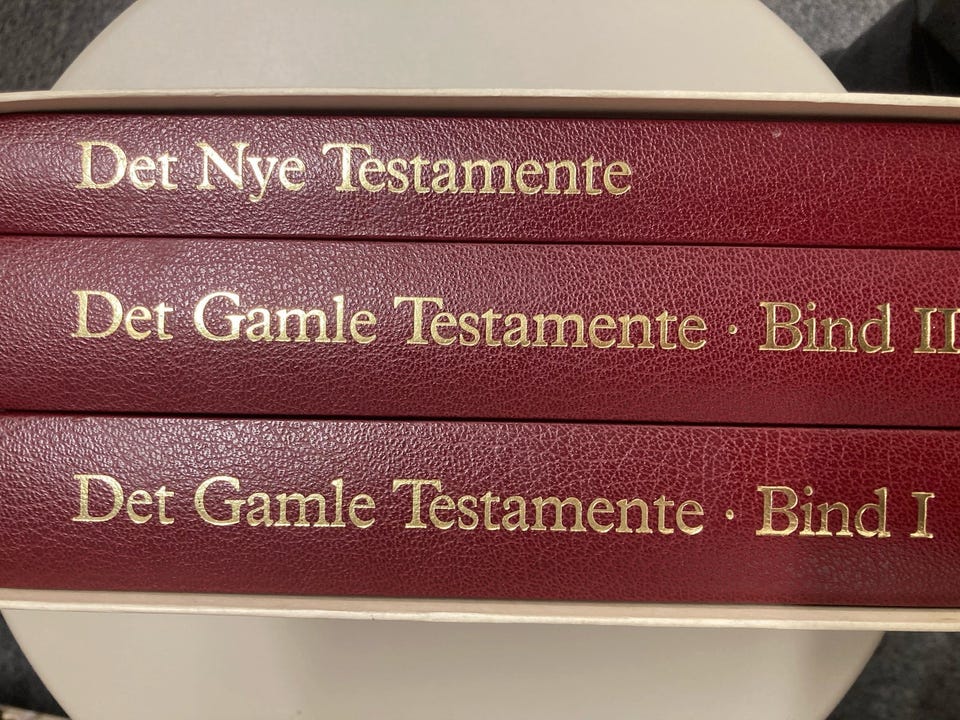 Det Nye Testamente
Det Gamle Testamente · Bind II
Det Gamle Testamente · Bind I